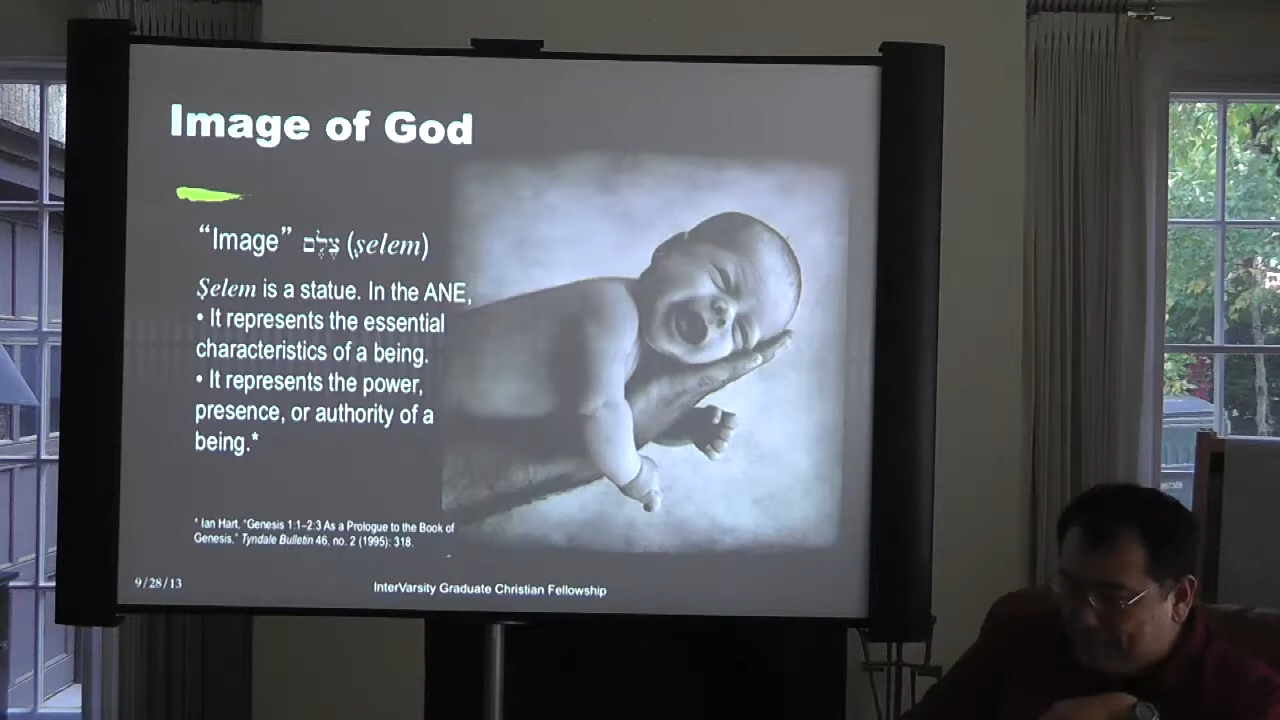 Image of God
“Image” צֶלֶם (ṣelem)
Ṣelem is a statue. In the ANE,
• It represents the essential
characteristics of a being.
• It represents the power,
presence, or authority of a
being.*
* Ian Hart, “Genesis 1:1–2:3 As a Prologue to the Book of
Genesis,” Tyndale Bulletin 46, no. 2 (1995): 318.
9/28/13
InterVarsity Graduate Christian Fellowship